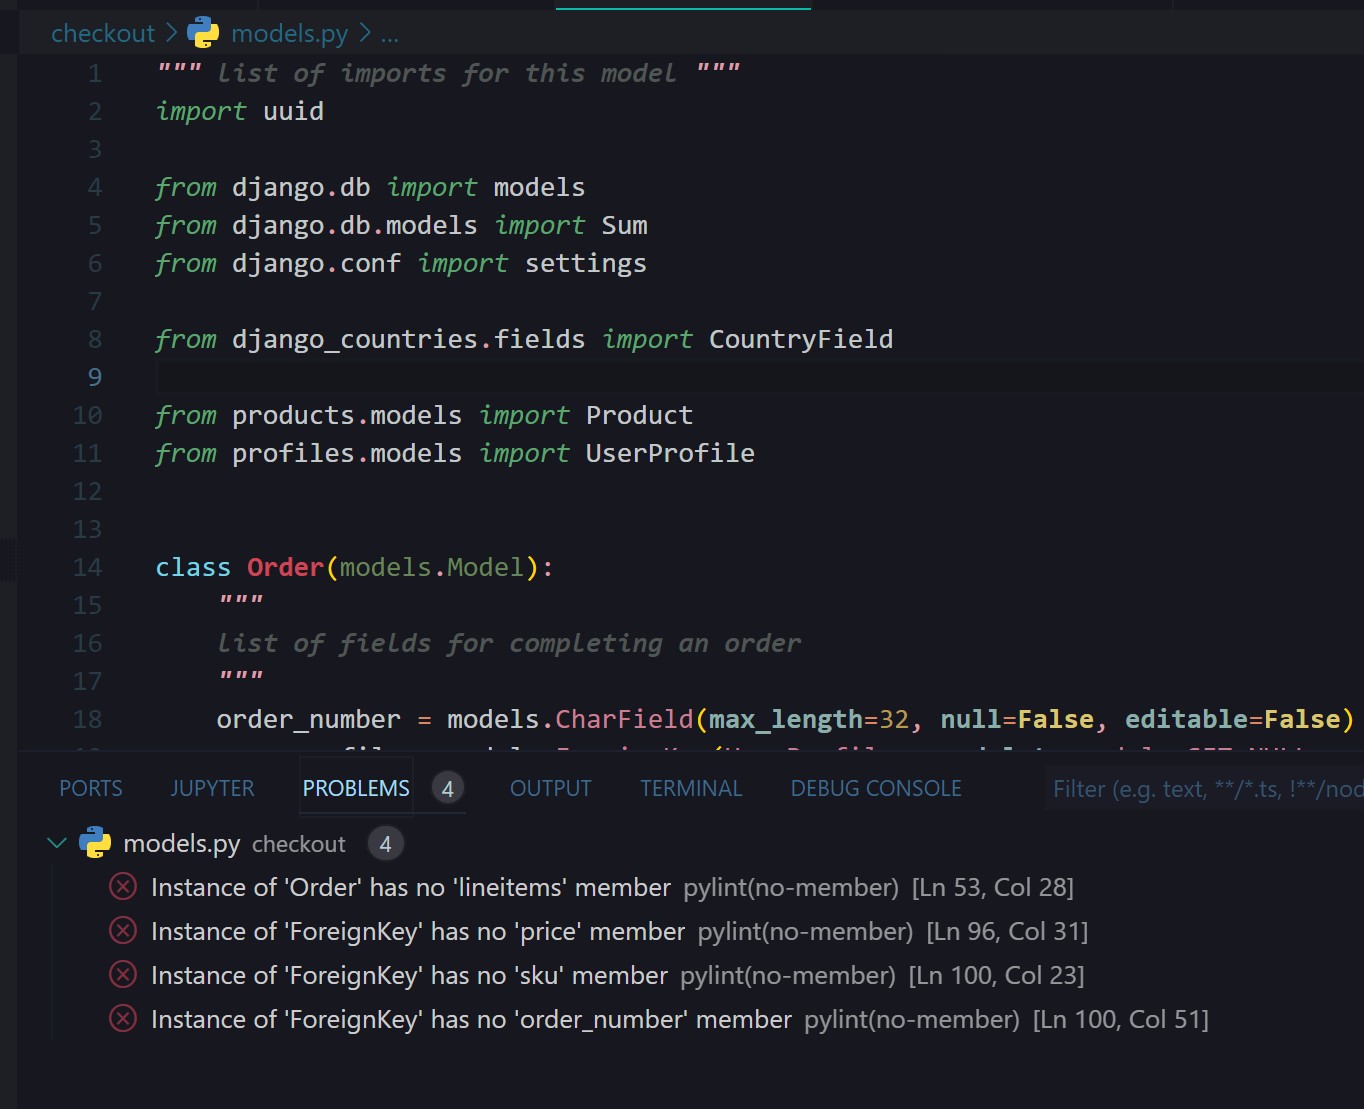 checkout > models.py > ...
1 """ list of imports for this model """
2 import uuid
3
4 from django.db import models
5 from django.db.models import Sum
6 from django.conf import settings
7
8 from django_countries.fields import CountryField
9
10 from products.models import Product
11 from profiles.models import UserProfile
12
13
14 class Order(models.Model):
15 """
16 list of fields for completing an order
17 """
18 order_number = models.CharField(max_length=32, null=False, editable=False)
PORTS JUPYTER PROBLEMS 4 OUTPUT TERMINAL DEBUG CONSOLE Filter (e.g. text, **/*.ts, !**/nod
models.py checkout 4
Instance of 'Order' has no 'lineitems' member pylint(no-member) [Ln 53, Col 28]
Instance of 'ForeignKey' has no 'price' member pylint(no-member) [Ln 96, Col 31]
Instance of 'ForeignKey' has no 'sku' member pylint(no-member) [Ln 100, Col 23]
Instance of 'ForeignKey' has no 'order_number' member pylint(no-member) [Ln 100, Col 51]